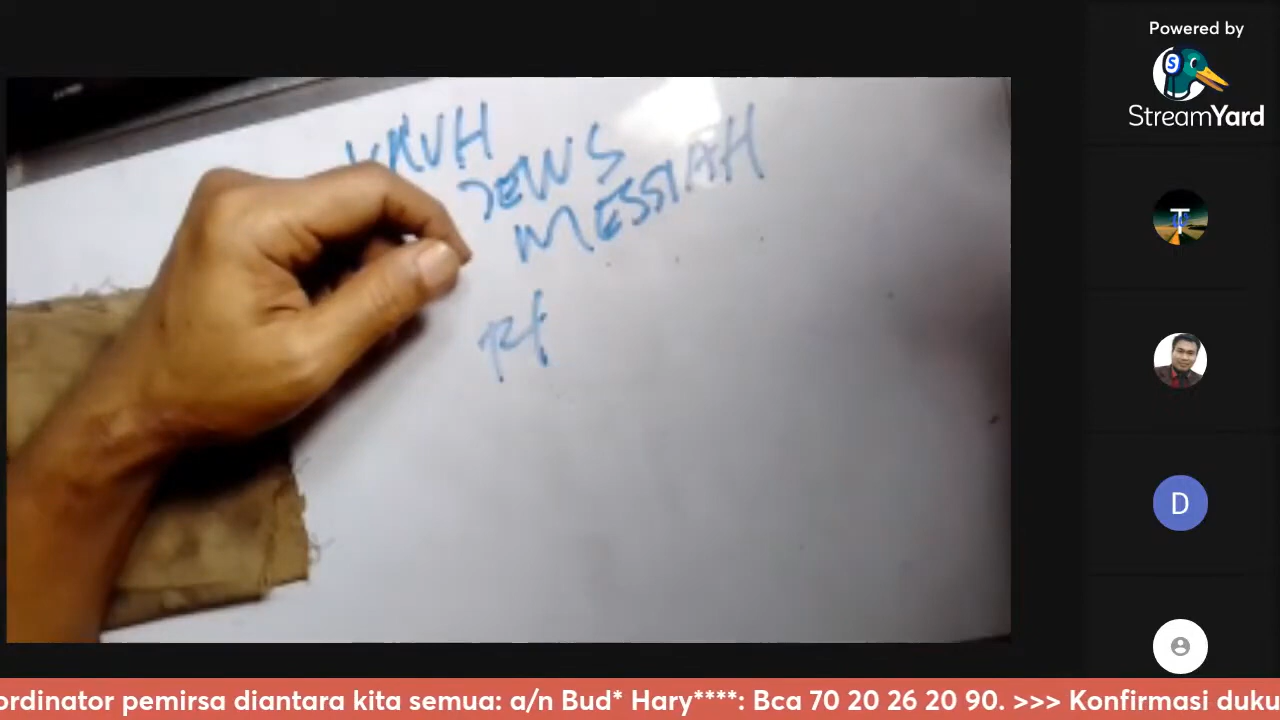 Powered by
StreamYard
JEWS
MESSIAH
T
D
ordinator pemirsa diantara kita semua: a/n Bud* Hary****: Bca 70 20 26 20 90. >>> Konfirmasi duku